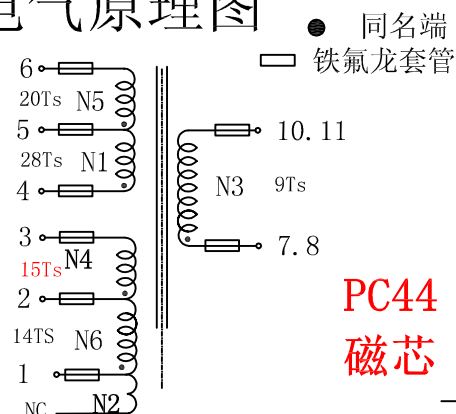 电气原理图
同名端
铁氟龙套管
6
20Ts N5
5
28Ts N1
4
10.11
N3 9Ts
7.8
3
N4
15Ts
2
14TS N6
1
N2
NC
PC44
磁芯